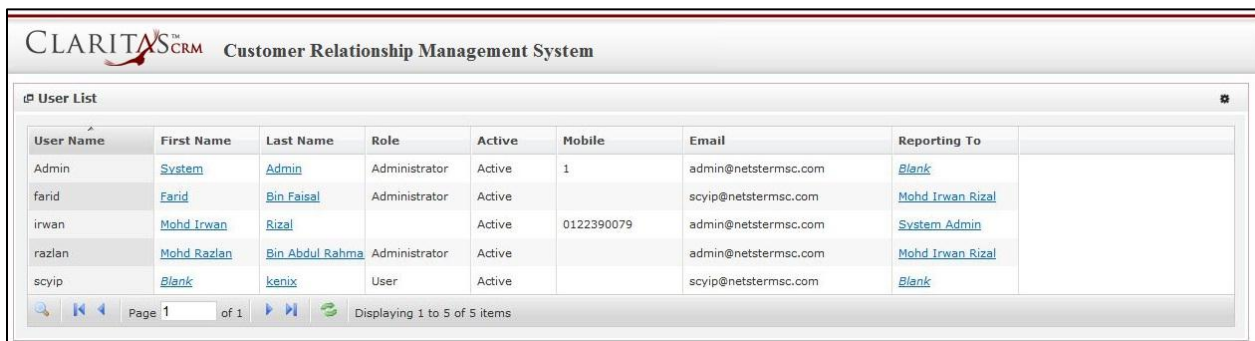 CLARITAS™CRM Customer Relationship Management System
User List
User Name First Name Last Name Role Active Mobile Email Reporting To
Admin System Admin Administrator Active 1 admin@netstermsc.com Blank
farid Farid Bin Faisal Administrator Active scyip@netstermsc.com Mohd Irwan Rizal
irwan Mohd Irwan Rizal Active 0122390079 admin@netstermsc.com System Admin
razlan Mohd Razlan Bin Abdul Rahma Administrator Active admin@netstermsc.com Mohd Irwan Rizal
scyip Blank kenix User Active scyip@netstermsc.com Blank
Page 1 of 1 Displaying 1 to 5 of 5 items